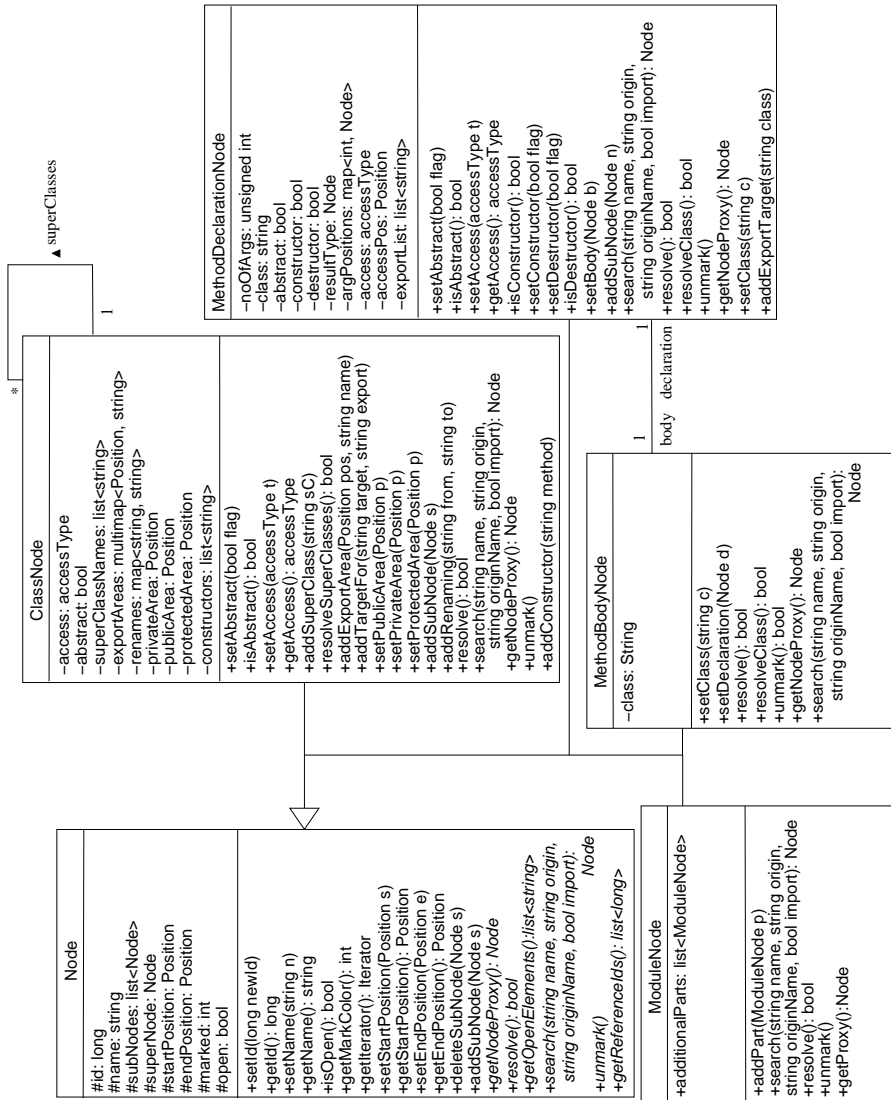 Node
#id: long
#name: string
#subNodes: list<Node>
#superNode: Node
#startPosition: Position
#endPosition: Position
#marked: int
#open: bool
+setId(long newId)
+getId(): long
+setName(string n)
+getName(): string
+isOpen(): bool
+getMarkColor(): int
+getIterator(): Iterator
+setStartPosition(Position s)
+getStartPosition(): Position
+setEndPosition(Position e)
+getEndPosition(): Position
+deleteSubNode(Node s)
+addSubNode(Node s)
+getNodeProxy(): Node
+resolve(): bool
+getOpenElements():list<string>
+search(string name, string origin,
string originName, bool import):
Node
+unmark()
+getReferenceIds(): list<long>
ClassNode
−access: accessType
−abstract: bool
−superClassNames: list<string>
−exportAreas: multimap<Position, string>
−renames: map<string, string>
−privateArea: Position
−publicArea: Position
−protectedArea: Position
−constructors: list<string>
+setAbstract(bool flag)
+isAbstract(): bool
+setAccess(accessType t)
+getAccess(): accessType
+addSuperClass(string sC)
+resolveSuperClasses(): bool
+addExportArea(Position pos, string name)
+addTargetFor(string target, string export)
+setPublicArea(Position p)
+setPrivateArea(Position p)
+setProtectedArea(Position p)
+addSubNode(Node s)
+addRenaming(string from, string to)
+resolve(): bool
+search(string name, string origin,
string originName, bool import): Node
+getNodeProxy(): Node
+unmark()
+addConstructor(string method)
*
1
▲ superClasses
MethodDeclarationNode
−noOfArgs: unsigned int
−class: string
−abstract: bool
−constructor: bool
−destructor: bool
−resultType: Node
−argPositions: map<int, Node>
−access: accessType
−accessPos: Position
−exportList: list<string>
+setAbstract(bool flag)
+isAbstract(): bool
+setAccess(accessType t)
+getAccess(): accessType
+isConstructor(): bool
+setConstructor(bool flag)
+setDestructor(bool flag)
+isDestructor(): bool
+setBody(Node b)
+addSubNode(Node n)
+search(string name, string origin,
string originName, bool import): Node
+resolve(): bool
+resolveClass(): bool
+unmark()
+getNodeProxy(): Node
+setClass(string c)
+addExportTarget(string class)
1
1
body
declaration
ModuleNode
+additionalParts: list<ModuleNode>
+addPart(ModuleNode p)
+search(string name, string origin,
string originName, bool import): Node
+resolve(): bool
+unmark()
+getProxy():Node
MethodBodyNode
−class: String
+setClass(string c)
+setDeclaration(Node d)
+resolve(): bool
+resolveClass(): bool
+unmark(): bool
+getNodeProxy(): Node
+search(string name, string origin,
string originName, bool import):
Node